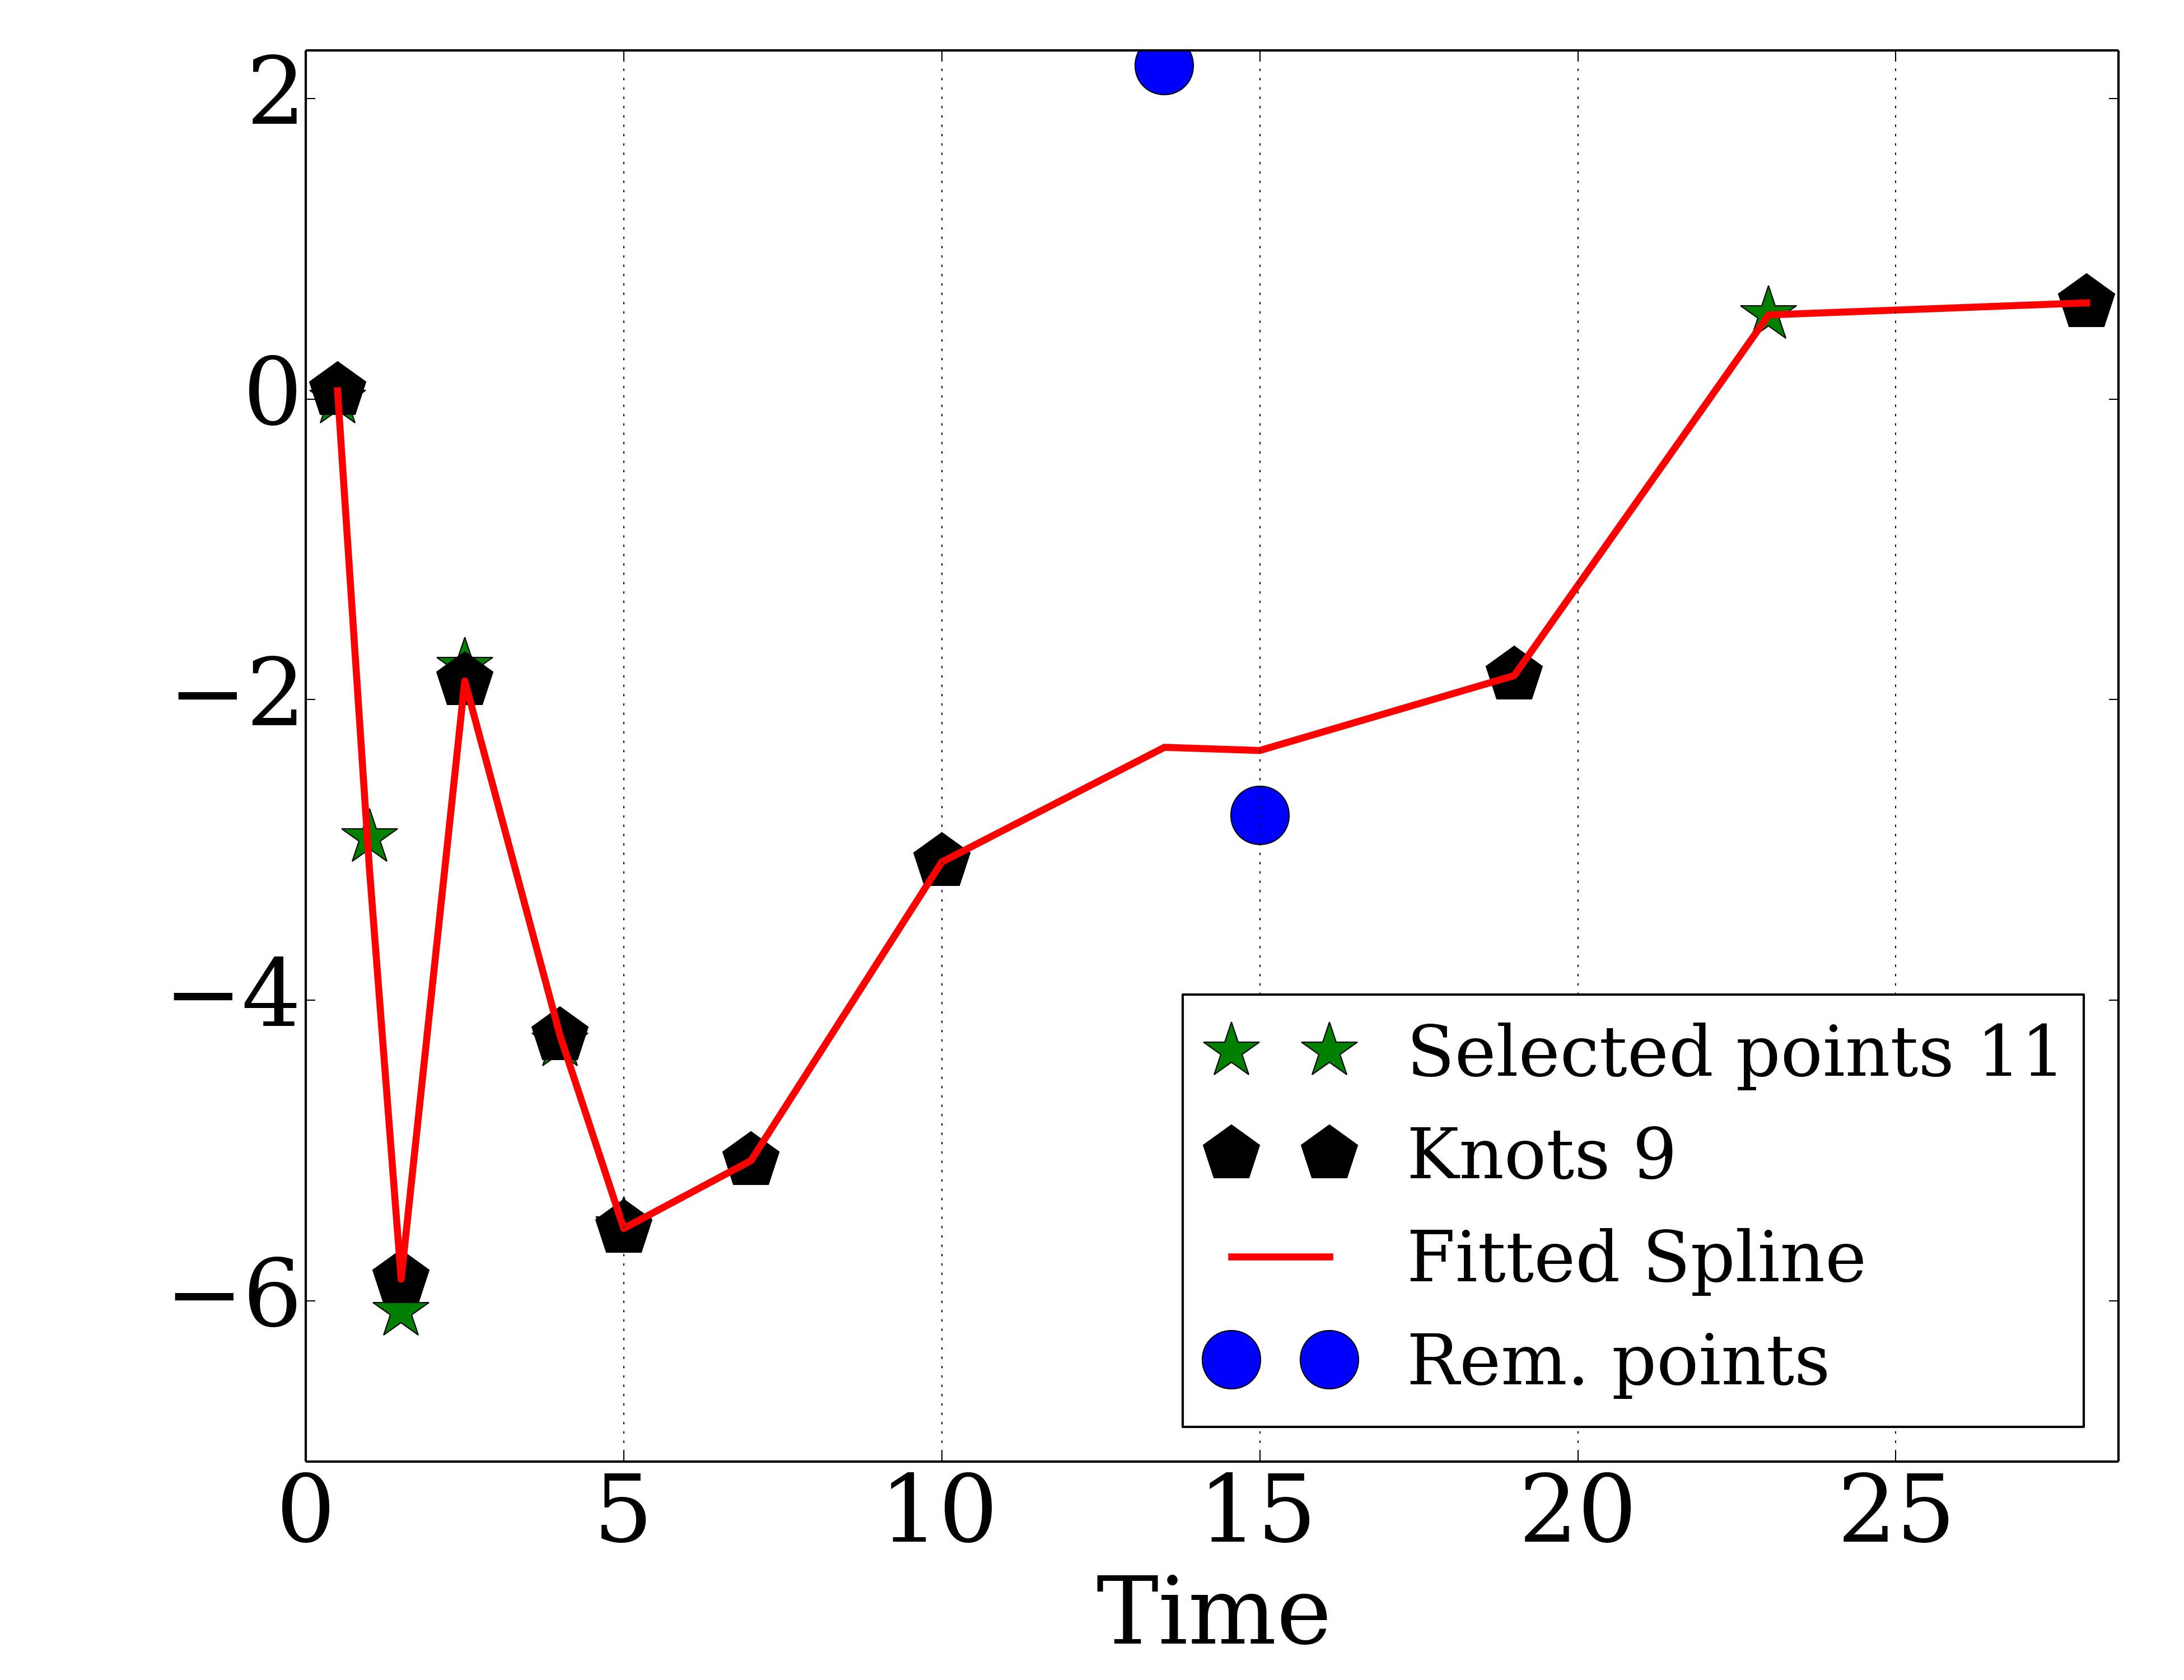 2
0
−2
−4
−6
0 5 10 15 20 25
Time
Selected points 11
Knots 9
Fitted Spline
Rem. points